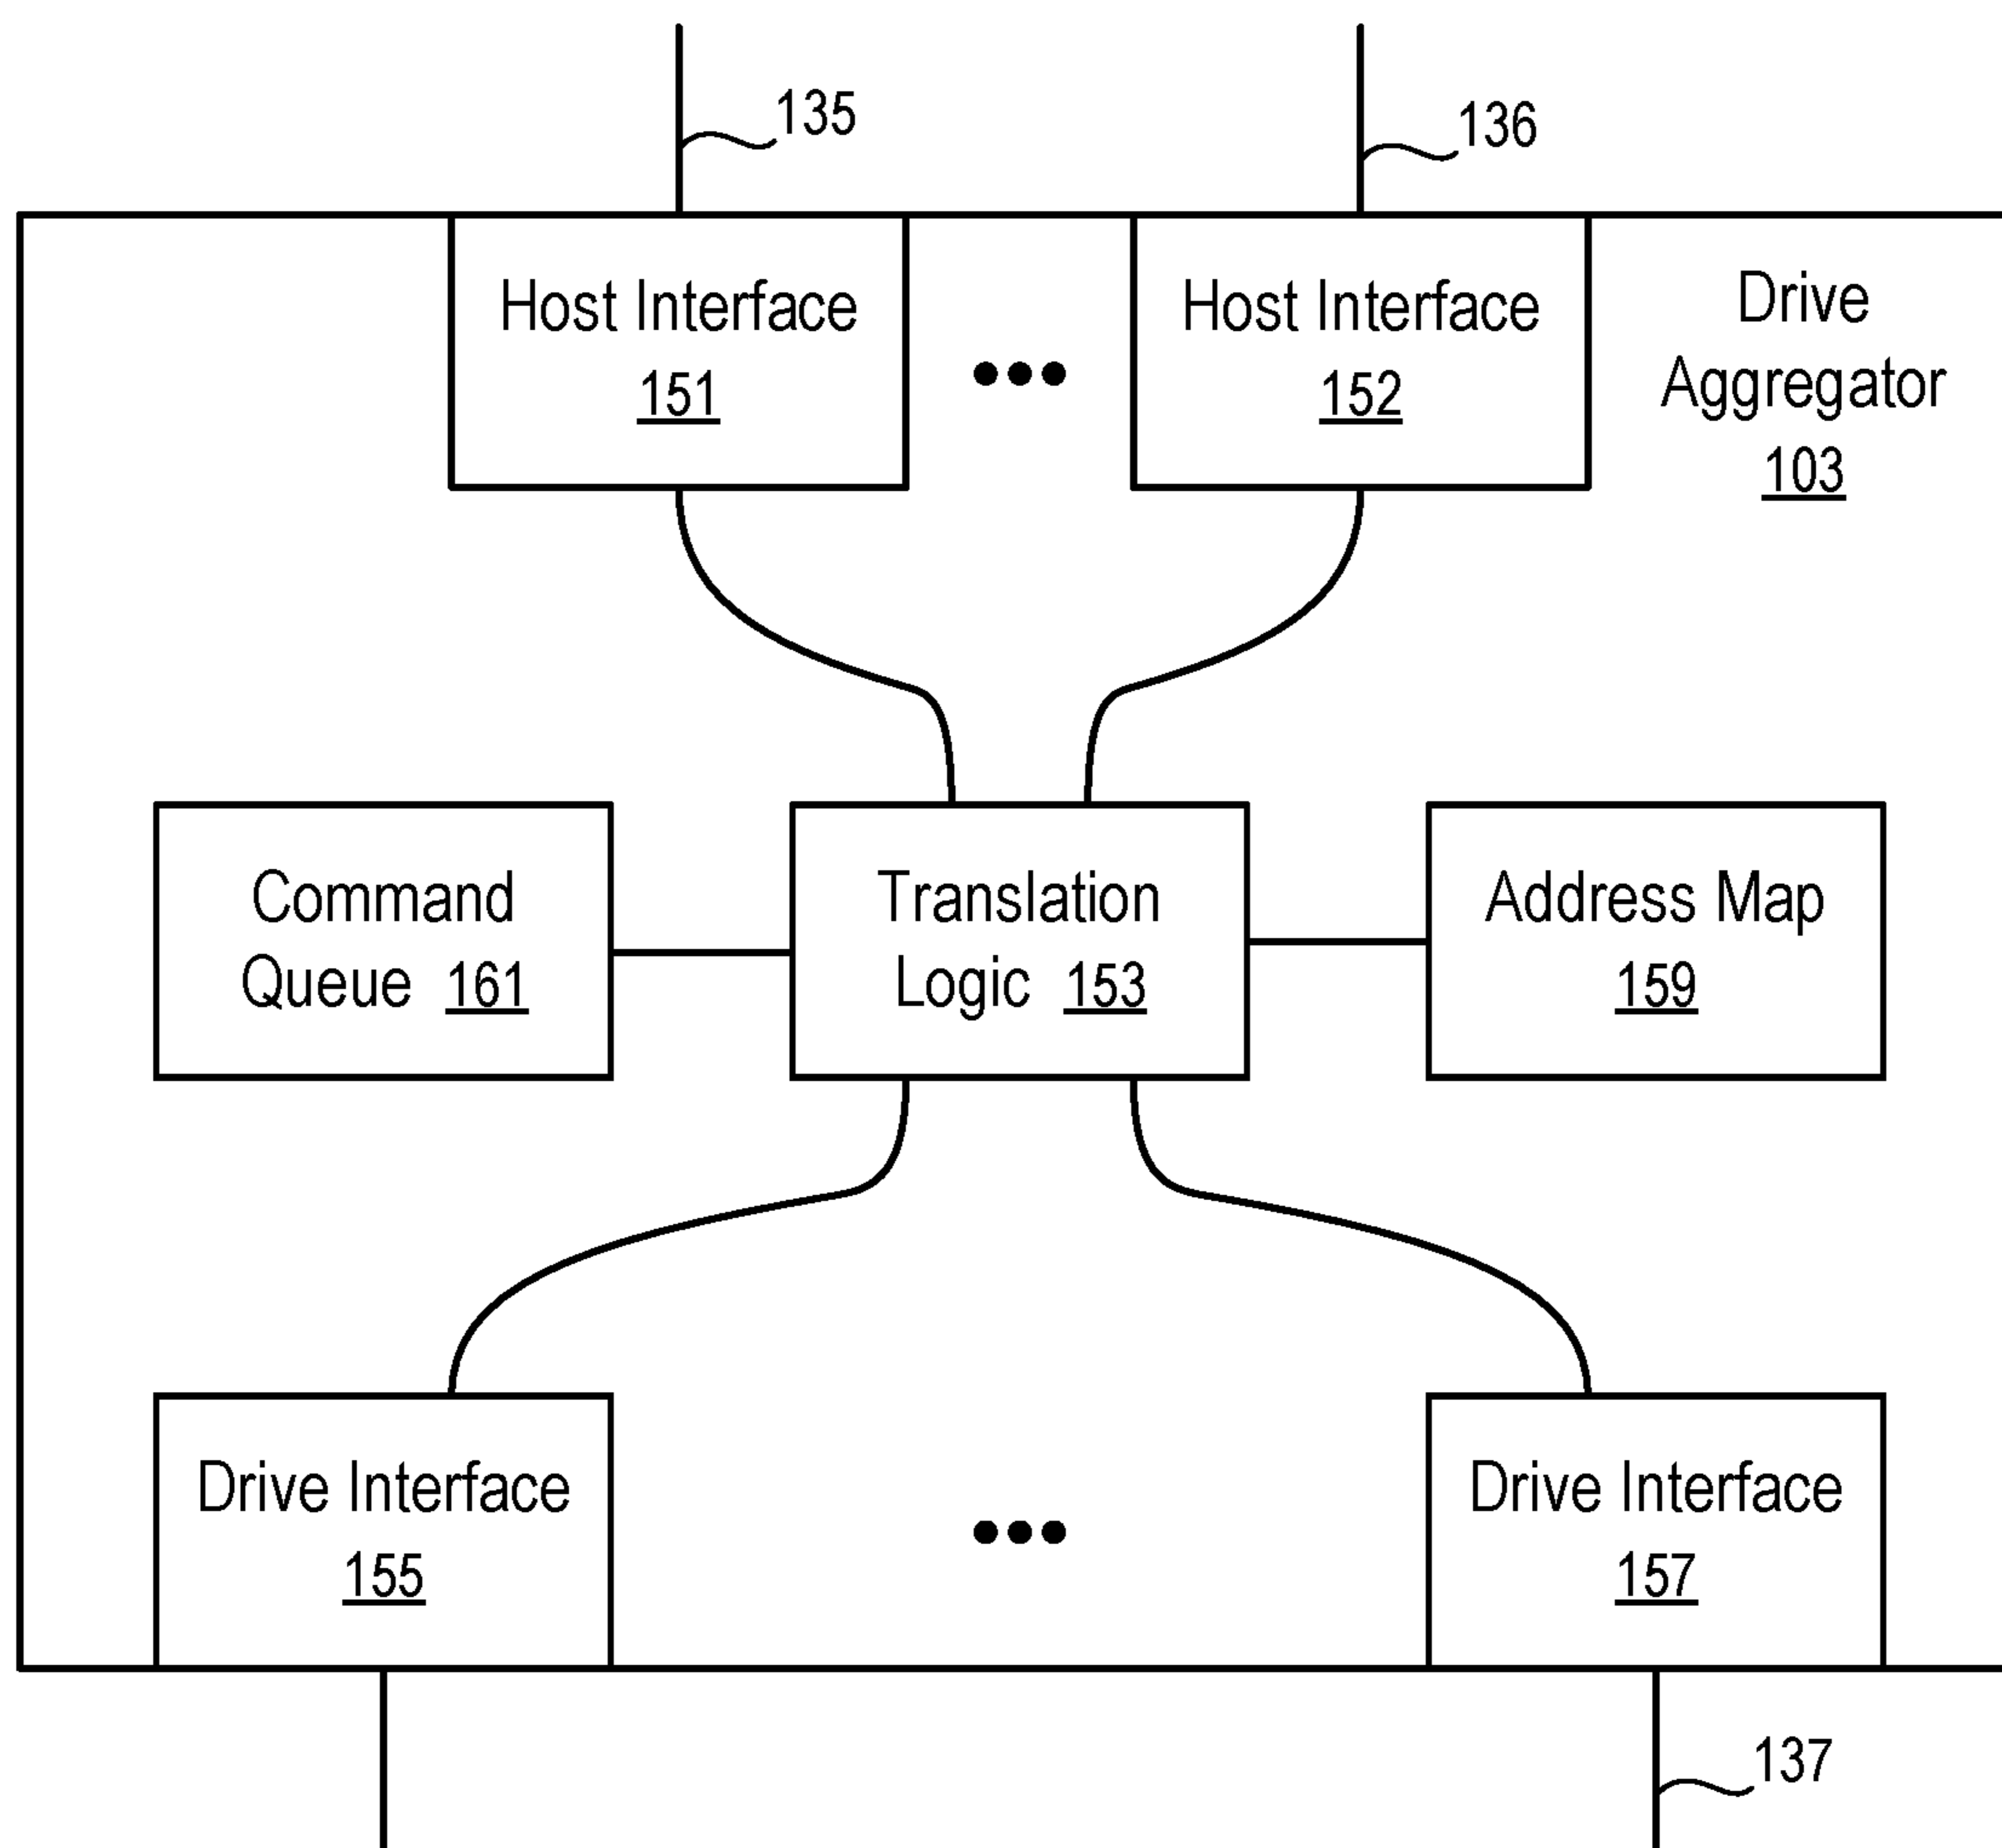 135
136
Host Interface
151
Host Interface
152
Drive
Aggregator
103
Command
Queue 161
Translation
Logic 153
Address Map
159
Drive Interface
155
Drive Interface
157
137